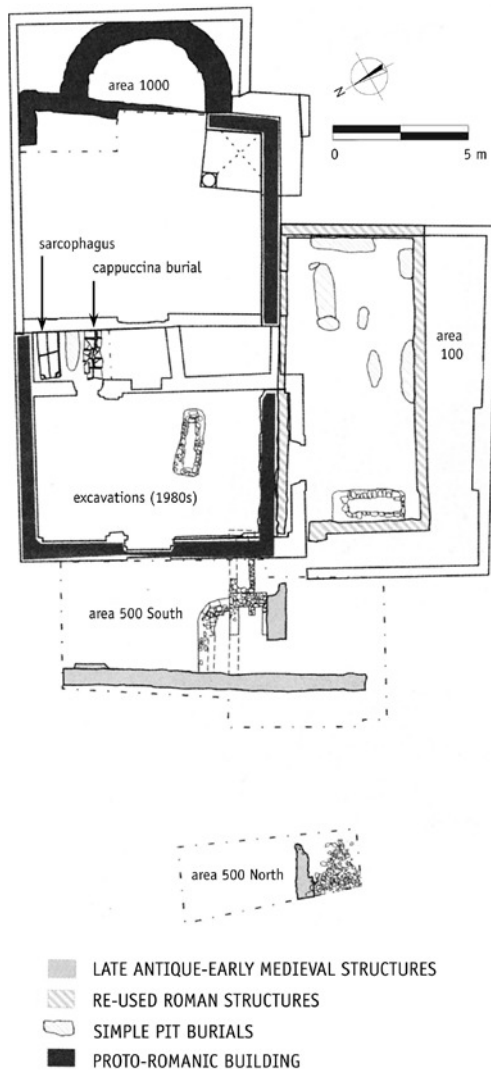 area 1000
N
0 5 m
sarcophagus
cappuccina burial
area
100
excavations (1980s)
area 500 South
area 500 North
LATE ANTIQUE-EARLY MEDIEVAL STRUCTURES
RE-USED ROMAN STRUCTURES
SIMPLE PIT BURIALS
PROTO-ROMANIC BUILDING